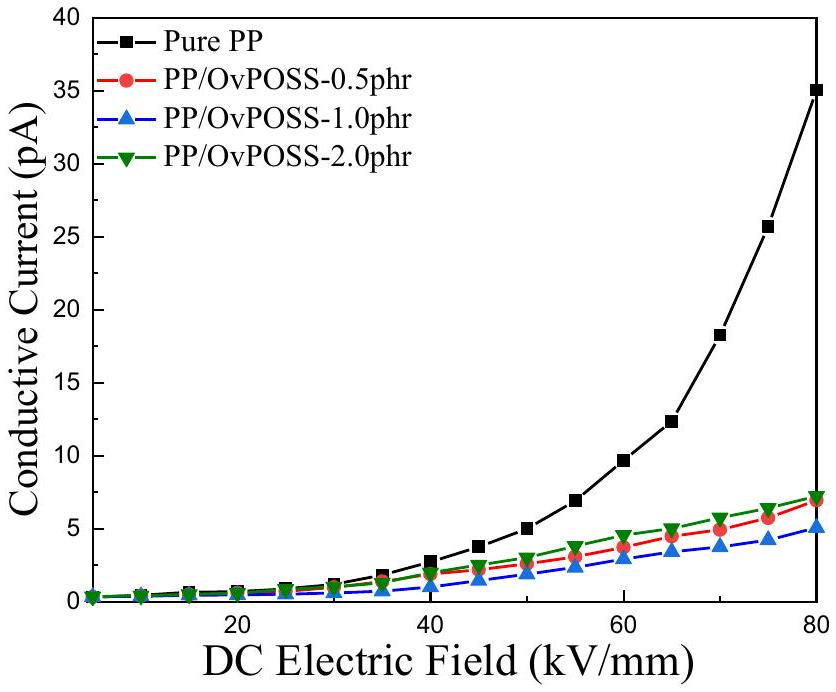 40
35
30
25
20
15
10
5
0
Conductive Current (pA)
Pure PP
PP/OvPOSS-0.5phr
PP/OvPOSS-1.0phr
PP/OvPOSS-2.0phr
20 40 60 80
DC Electric Field (kV/mm)